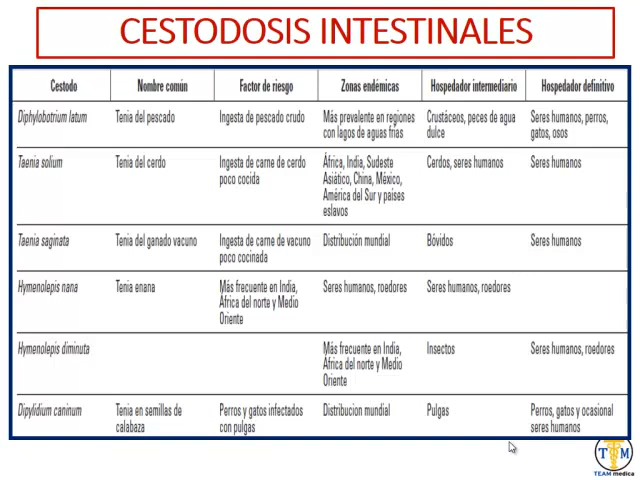 CESTODOSIS INTESTINALES
Cestodo Nombre común Factor de riesgo Zonas endémicas Hospedador intermediario Hospedador definitivo
Diphylobotrium latum Tenia del pescado Ingesta de pescado crudo Más prevalente en regiones Crustáceos, peces de agua Seres humanos, perros,
con lagos de aguas frías dulce gatos, osos
Taenia solium Tenia del cerdo Ingesta de carne de cerdo África, India, Sudeste Cerdos, seres humanos Seres humanos
poco cocida Asiático, China, México,
América del Sur y países
eslavos
Taenia saginata Tenia del ganado vacuno Ingesta de carne de vacuno Distribución mundial Bóvidos Seres humanos
poco cocinada
Hymenolepis nana Tenia enana Más frecuente en India, Seres humanos, roedores Seres humanos, roedores
África del norte y Medio
Oriente
Hymenolepis diminuta Más frecuente en India, Insectos Seres humanos, roedores
África del norte y Medio
Oriente
Dipylidium caninum Tenia en semillas de Perros y gatos infectados Distribucion mundial Pulgas Perros, gatos y ocasional
calabaza con pulgas seres humanos
T M
TEAM medica